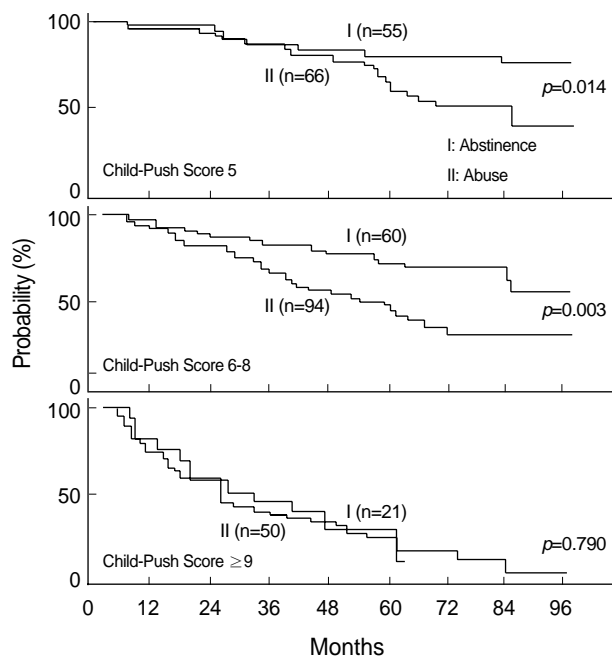 100
I (n=55)
II (n=66)
p=0.014
50
I: Abstinence
II: Abuse
0
Child-Push Score 5
100
I (n=60)
50
II (n=94)
p=0.003
0
Child-Push Score 6-8
Probability (%)
100
50
I (n=21)
II (n=50)
p=0.790
0
Child-Push Score ≥9
0 12 24 36 48 60 72 84 96
Months